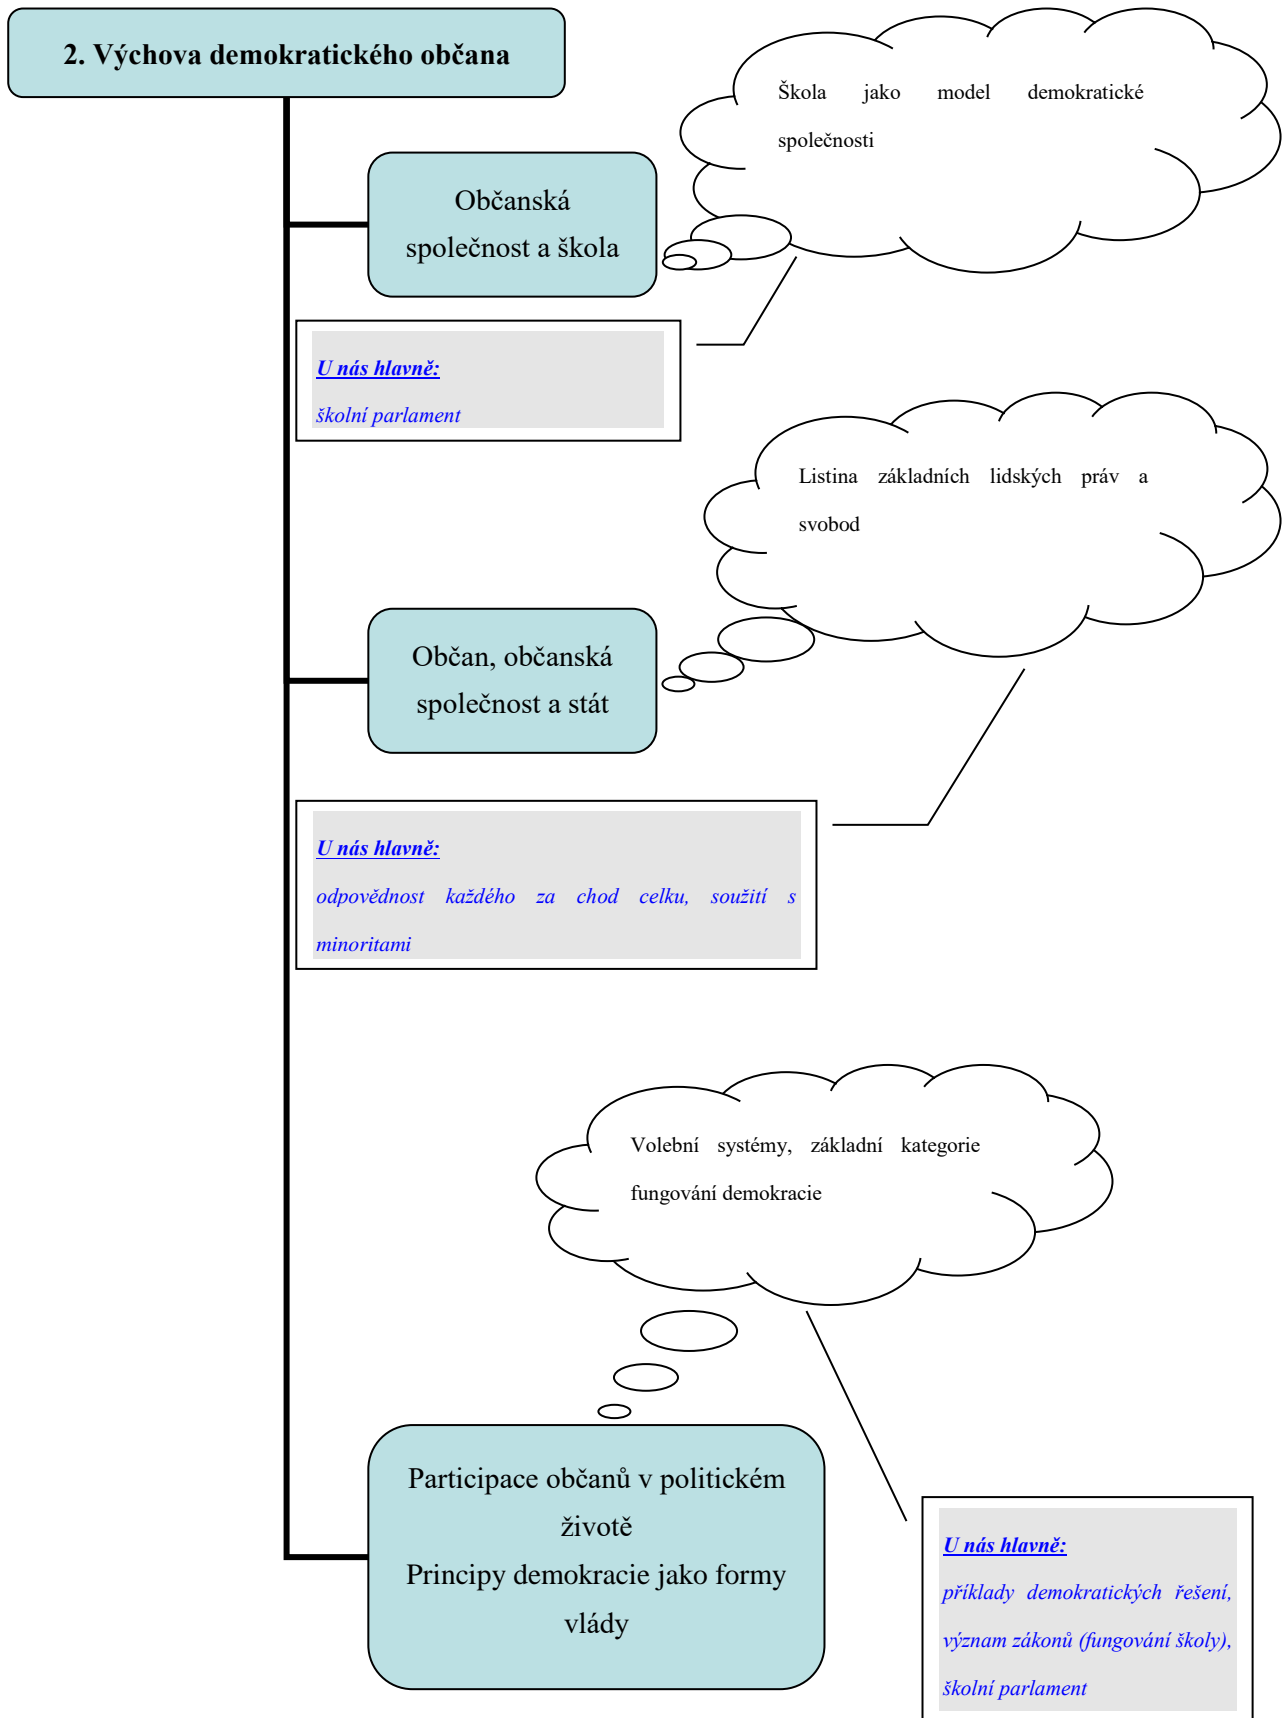 2. Výchova demokratického občana
Škola jako model demokratické
společnosti
Občanská
společnost a škola
U nás hlavně:
školní parlament
Listina základních lidských práv a
svobod
Občan, občanská
společnost a stát
U nás hlavně:
odpovědnost každého za chod celku, soužití s
minoritami
Volební systémy, základní kategorie
fungování demokracie
Participace občanů v politickém
životě
Principy demokracie jako formy
vlády
U nás hlavně:
příklady demokratických řešení,
význam zákonů (fungování školy),
školní parlament